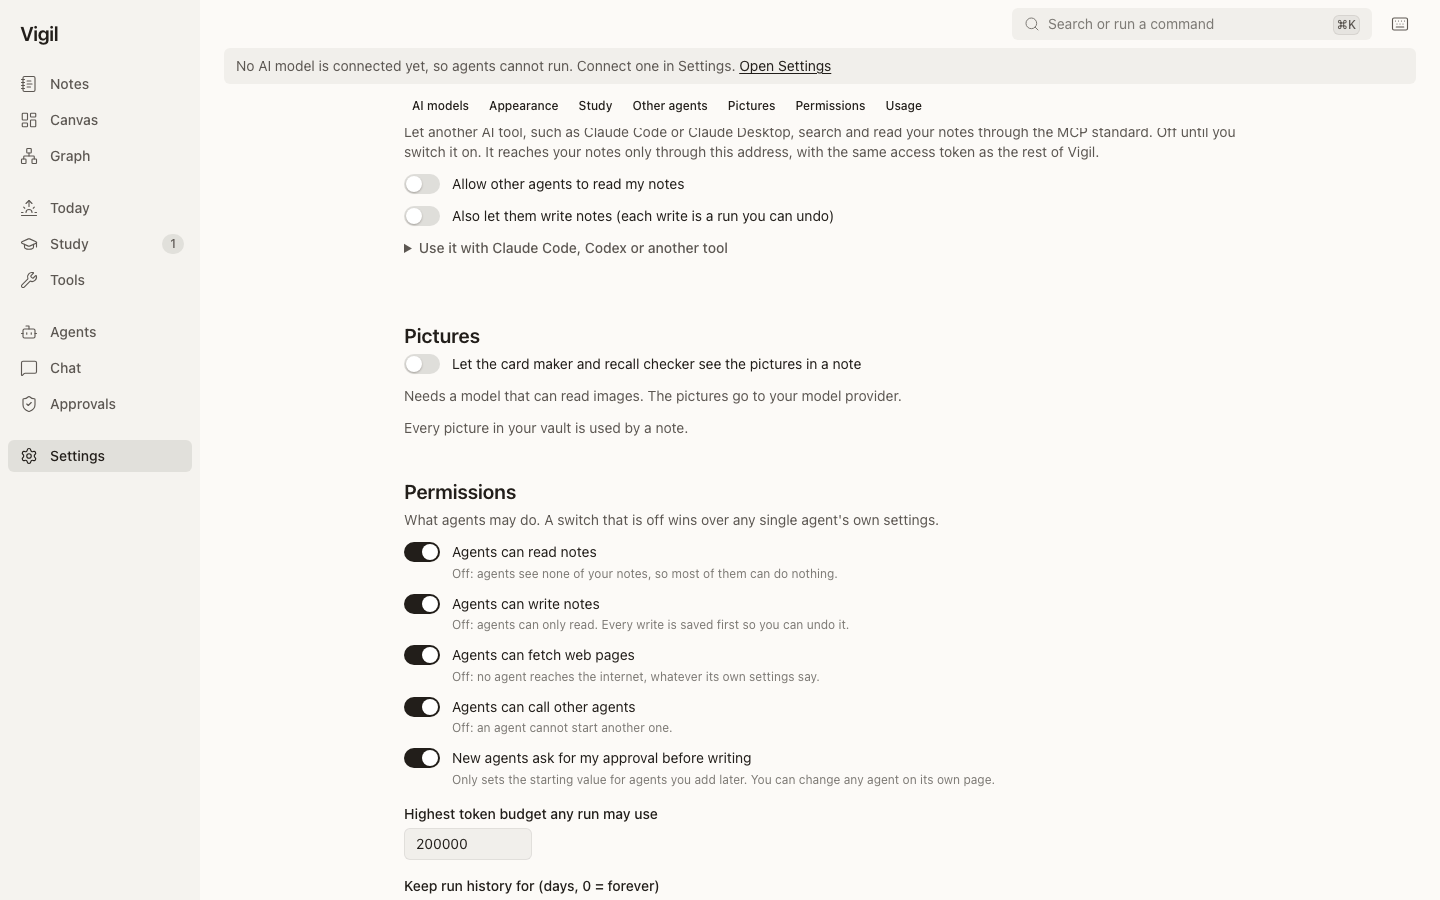 Vigil
Search or run a command
⌘K
Notes
Canvas
Graph
Today
Study
1
Tools
Agents
Chat
Approvals
Settings
No AI model is connected yet, so agents cannot run. Connect one in Settings. Open Settings
AI models
Appearance
Study
Other agents
Pictures
Permissions
Usage
Let another AI tool, such as Claude Code or Claude Desktop, search and read your notes through the MCP standard. Off until you
switch it on. It reaches your notes only through this address, with the same access token as the rest of Vigil.
Allow other agents to read my notes
Also let them write notes (each write is a run you can undo)
Use it with Claude Code, Codex or another tool
Pictures
Let the card maker and recall checker see the pictures in a note
Needs a model that can read images. The pictures go to your model provider.
Every picture in your vault is used by a note.
Permissions
What agents may do. A switch that is off wins over any single agent's own settings.
Agents can read notes
Off: agents see none of your notes, so most of them can do nothing.
Agents can write notes
Off: agents can only read. Every write is saved first so you can undo it.
Agents can fetch web pages
Off: no agent reaches the internet, whatever its own settings say.
Agents can call other agents
Off: an agent cannot start another one.
New agents ask for my approval before writing
Only sets the starting value for agents you add later. You can change any agent on its own page.
Highest token budget any run may use
200000
Keep run history for (days, 0 = forever)